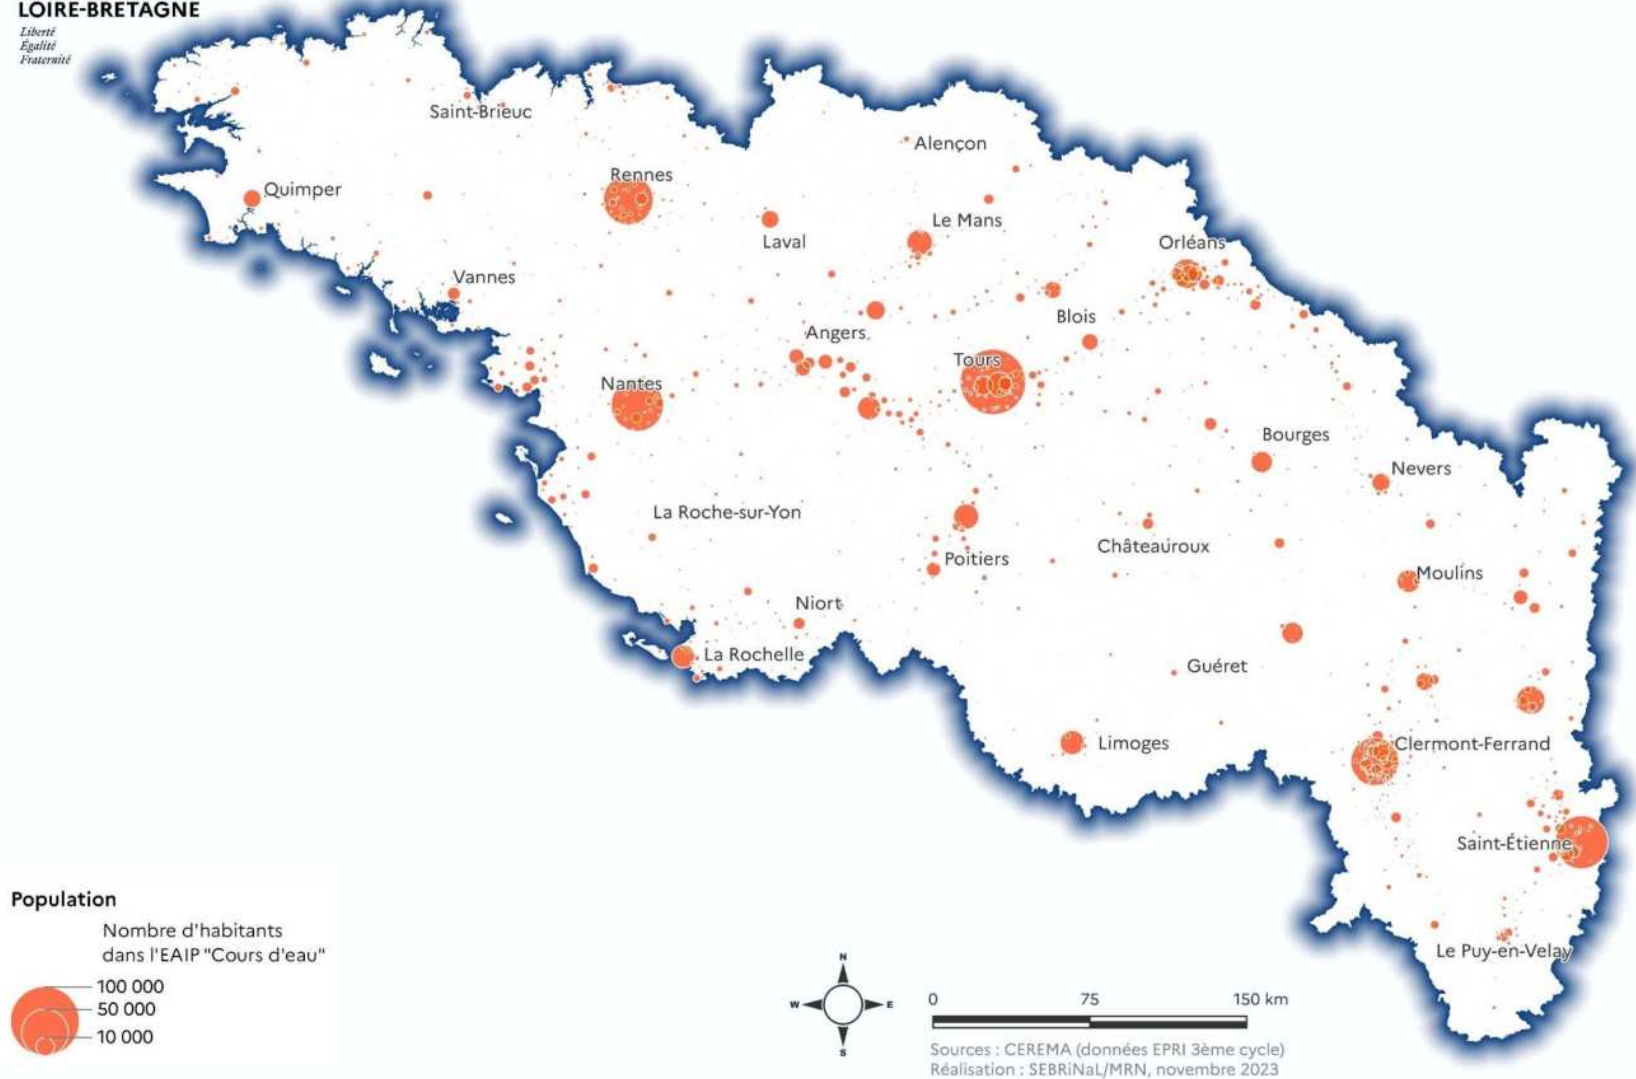 LOIRE-BRETAGNE
Liberté
Égalité
Fraternité
Saint-Brieuc
Alençon
Rennes
Quimper
Le Mans
Laval
Orléans
Vannes
Blois
Angers
Tours
Nantes
Bourges
Nevers
La Roche-sur-Yon
Châteauroux
Poitiers
Moulins
Niort
La Rochelle
Guéret
Limoges
Clermont-Ferrand
Saint-Étienne
Le Puy-en-Velay
Population
Nombre d'habitants
dans l'EAIP "Cours d'eau"
100 000
50 000
10 000
N
W E
S
0 75 150 km
Sources : CEREMA (données EPRI 3ème cycle)
Réalisation : SEBRiNaL/MRN, novembre 2023